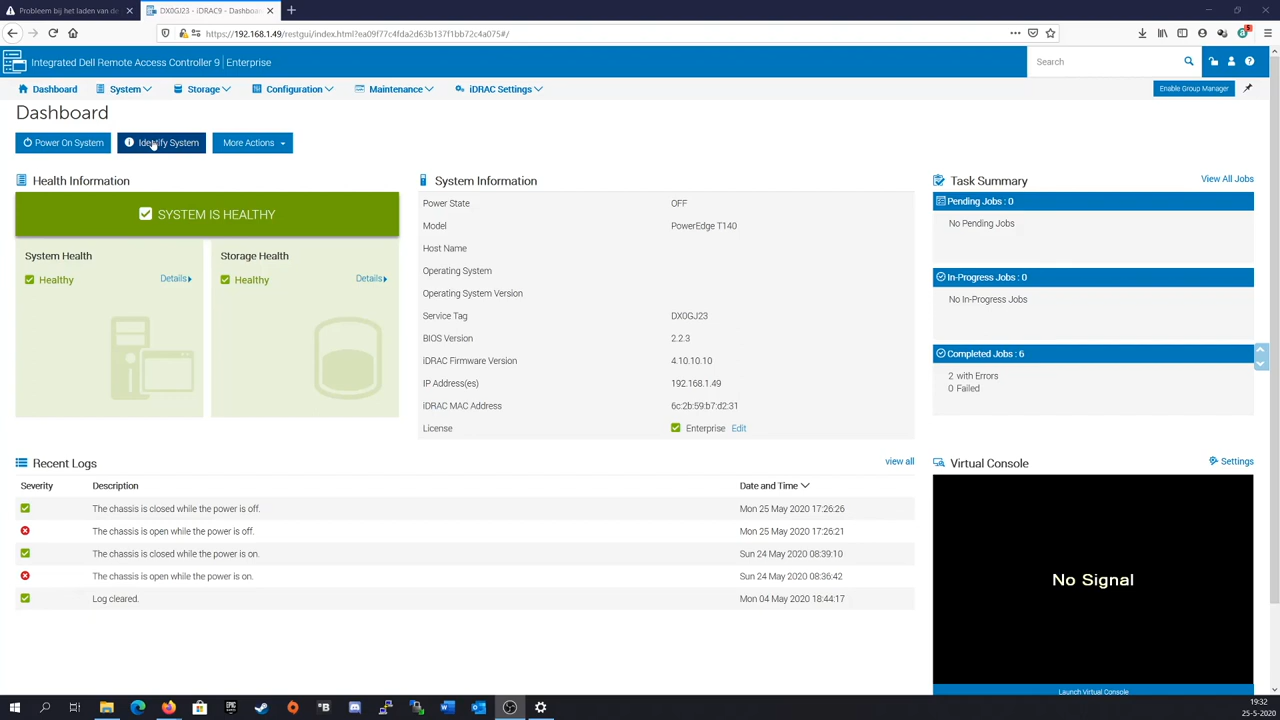 Probleem bij het laden van de
DX0GJ23 - iDRAC9 - Dashboa
https://192.168.1.49/restgui/index.html?ea09f77c4fda2d63b137f1bb72c4a075#/
Integrated Dell Remote Access Controller 9 | Enterprise
Search
Dashboard System Storage Configuration Maintenance iDRAC Settings
Enable Group Manager
Dashboard
Power On System Identify System More Actions
Health Information
SYSTEM IS HEALTHY
System Health
Healthy Details
Storage Health
Healthy Details
System Information
Power State OFF
Model PowerEdge T140
Host Name
Operating System
Operating System Version
Service Tag DX0GJ23
BIOS Version 2.2.3
iDRAC Firmware Version 4.10.10.10
IP Address(es) 192.168.1.49
iDRAC MAC Address 6c:2b:59:b7:d2:31
License Enterprise Edit
Task Summary View All Jobs
Pending Jobs : 0
No Pending Jobs
In-Progress Jobs : 0
No In-Progress Jobs
Completed Jobs : 6
2 with Errors
0 Failed
Recent Logs view all
Severity Description Date and Time
The chassis is closed while the power is off. Mon 25 May 2020 17:26:26
The chassis is open while the power is off. Mon 25 May 2020 17:26:21
The chassis is closed while the power is on. Sun 24 May 2020 08:39:10
The chassis is open while the power is on. Sun 24 May 2020 08:36:42
Log cleared. Mon 04 May 2020 18:44:17
Virtual Console Settings
No Signal
Launch Virtual Console
19:32
25-5-2020